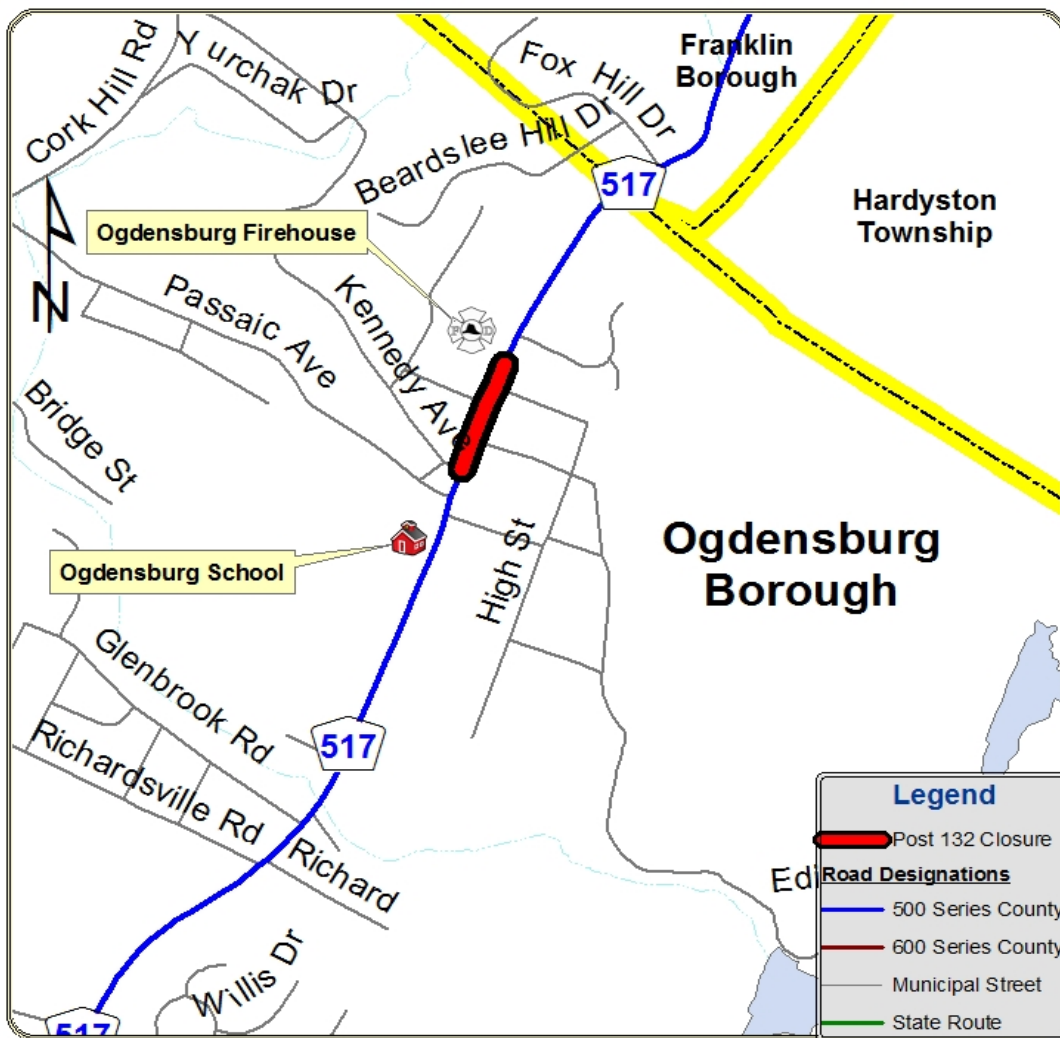 Cork Hill Rd
Yurchak Dr
Fox Hill Dr
Franklin
Borough
Beardslee Hill Dr
517
Hardyston
Township
Ogdensburg Firehouse
N
Passaic Ave
Kennedy Ave
F D
Bridge St
Ogdensburg School
High St
Ogdensburg
Borough
Glenbrook Rd
517
Richardsville Rd
Richard
Willis Dr
517
Edi
Legend
Post 132 Closure
Road Designations
500 Series County
600 Series County
Municipal Street
State Route